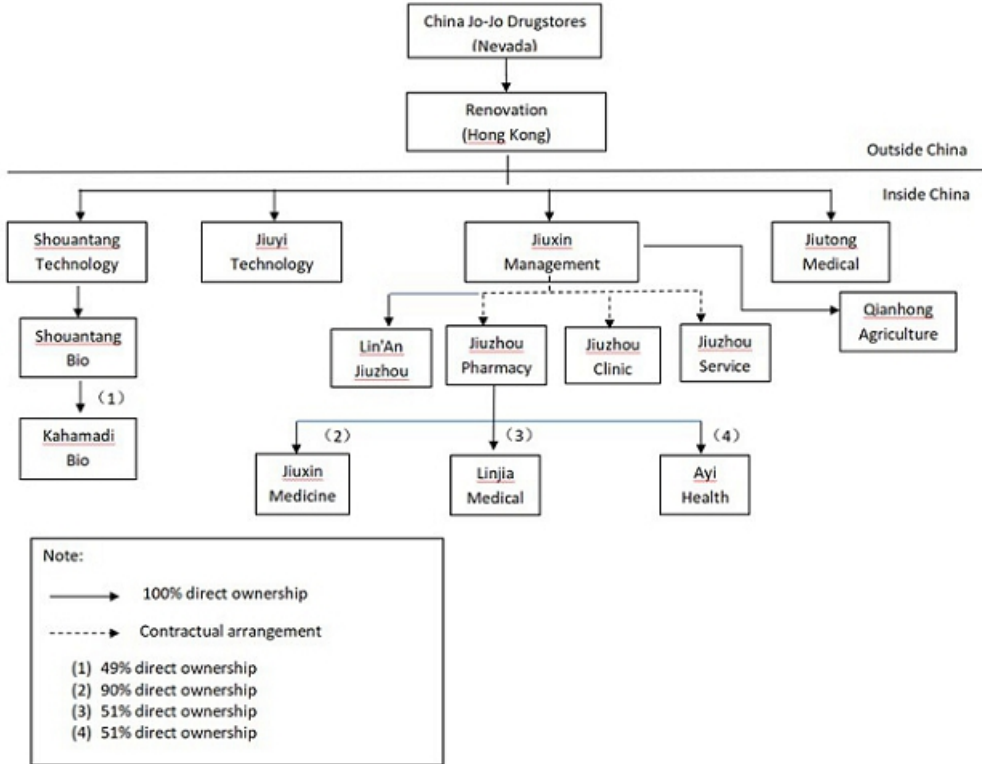 China Jo-Jo Drugstores
(Nevada)
Renovation
(Hong Kong)
Outside China
Inside China
Shouantang
Technology
Jiuyi
Technology
Jiuxin
Management
Jiutong
Medical
Qianhong
Agriculture
Shouantang
Bio
Lin'An
Jiuzhou
Jiuzhou
Pharmacy
Jiuzhou
Clinic
Jiuzhou
Service
(1)
Kahamadi
Bio
(2)
(3)
(4)
Jiuxin
Medicine
Linjia
Medical
Ayi
Health
Note:
100% direct ownership
Contractual arrangement
(1) 49% direct ownership
(2) 90% direct ownership
(3) 51% direct ownership
(4) 51% direct ownership